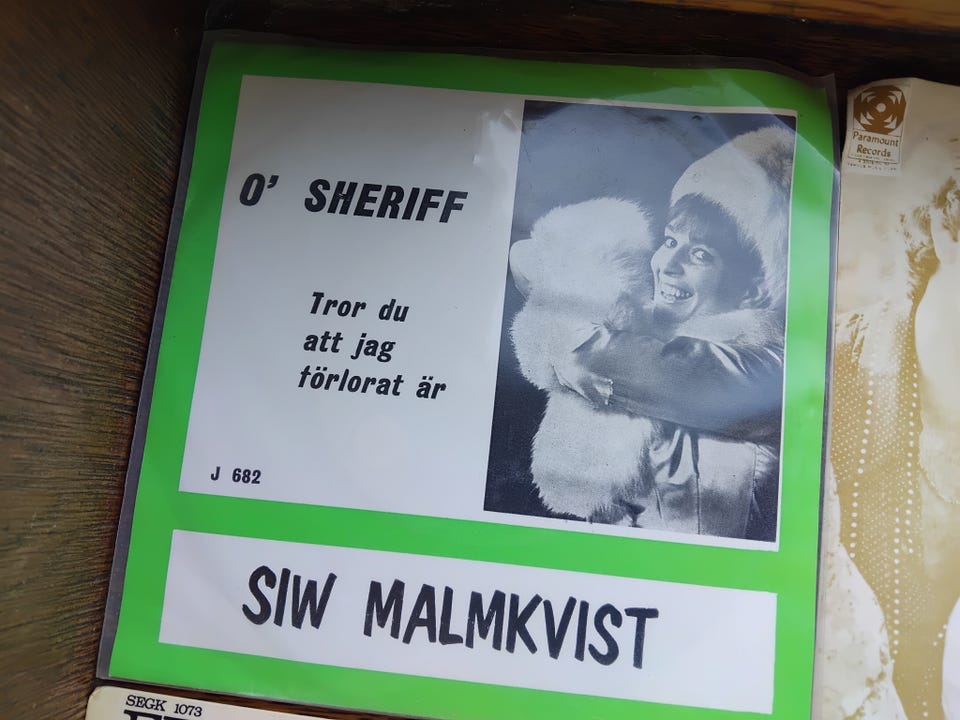 O' SHERIFF
Tror du
att jag
förlorat är
J 682
SIW MALMKVIST
Paramount
Records
SEGK 1073